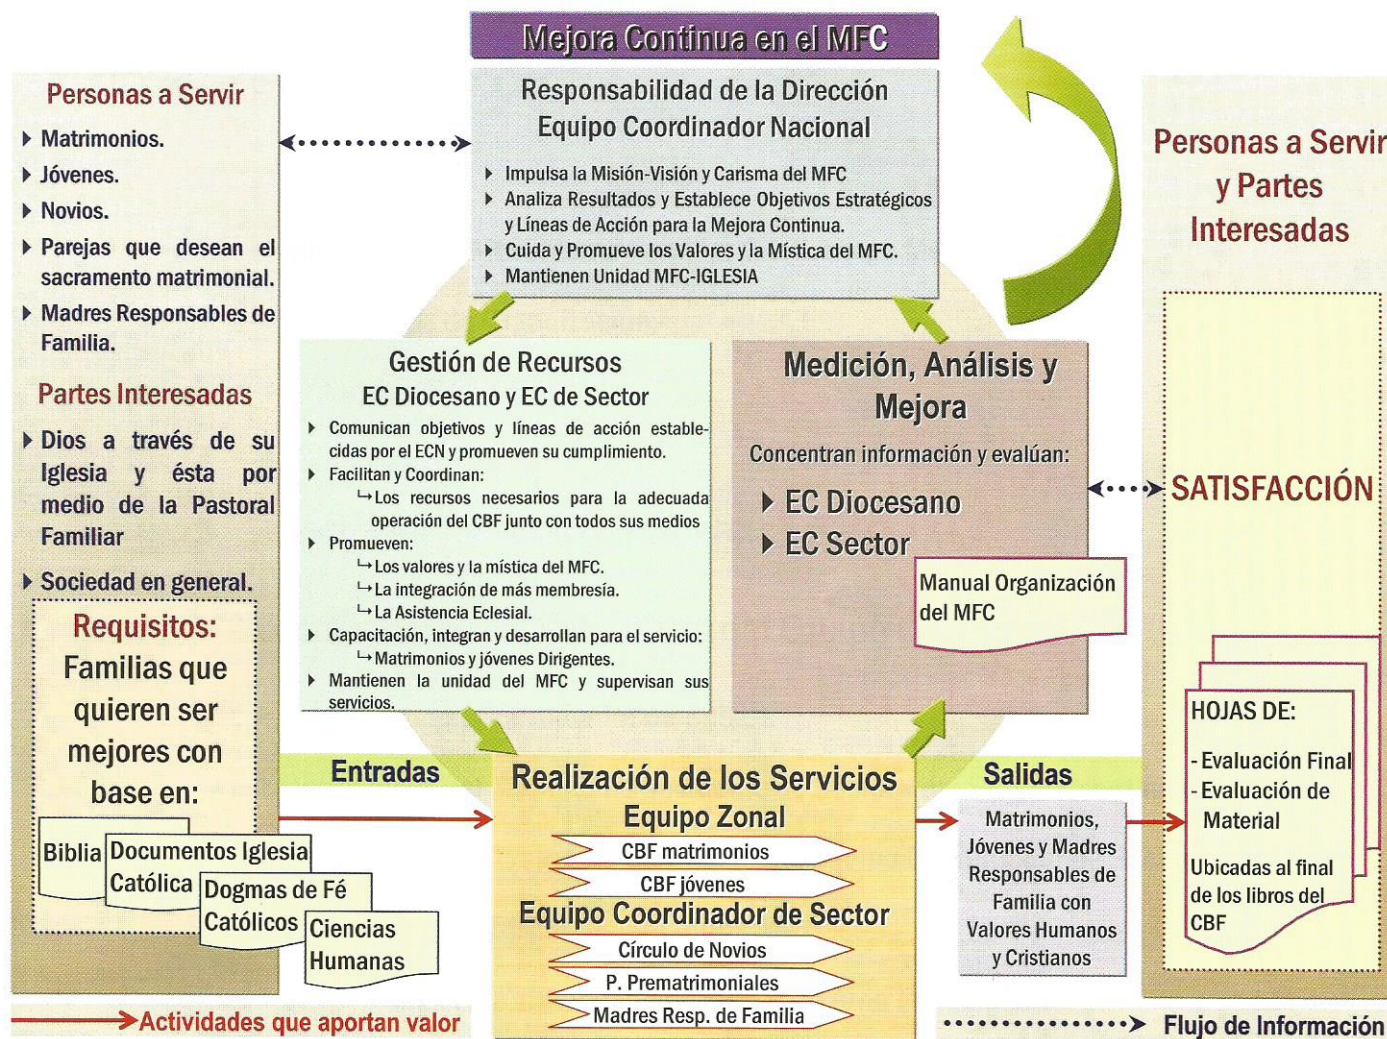 Mejora Continua en el MFC
Personas a Servir
Matrimonios.
Jóvenes.
Novios.
Parejas que desean el
sacramento matrimonial.
Madres Responsables de
Familia.
Partes Interesadas
Dios a través de su
Iglesia y ésta por
medio de la Pastoral
Familiar
Sociedad en general.
Requisitos:
Familias que
quieren ser
mejores con
base en:
Biblia
Documentos Iglesia
Católica
Dogmas de Fé
Católicos
Ciencias
Humanas
Responsabilidad de la Dirección
Equipo Coordinador Nacional
Impulsa la Misión-Visión y Carisma del MFC
Analiza Resultados y Establece Objetivos Estratégicos
y Líneas de Acción para la Mejora Continua.
Cuida y Promueve los Valores y la Mística del MFC.
Mantienen Unidad MFC-IGLESIA
Gestión de Recursos
EC Diocesano y EC de Sector
Comunican objetivos y líneas de acción estable-
cidas por el ECN y promueven su cumplimiento.
Facilitan y Coordinan:
Los recursos necesarios para la adecuada
operación del CBF junto con todos sus medios
Promueven:
Los valores y la mística del MFC.
La integración de más membresía.
La Asistencia Eclesial.
Capacitación, integran y desarrollan para el servicio:
Matrimonios y jóvenes Dirigentes.
Mantienen la unidad del MFC y supervisan sus
servicios.
Medición, Análisis y
Mejora
Concentran información y evalúan:
EC Diocesano
EC Sector
Manual Organización
del MFC
Entradas
Realización de los Servicios
Equipo Zonal
CBF matrimonios
CBF jóvenes
Equipo Coordinador de Sector
Círculo de Novios
P. Prematrimoniales
Madres Resp. de Familia
Salidas
Matrimonios,
Jóvenes y Madres
Responsables de
Familia con
Valores Humanos
y Cristianos
Personas a Servir
y Partes
Interesadas
SATISFACCIÓN
HOJAS DE:
- Evaluación Final
- Evaluación de
Material
Ubicadas al final
de los libros del
CBF
Actividades que aportan valor
Flujo de Información